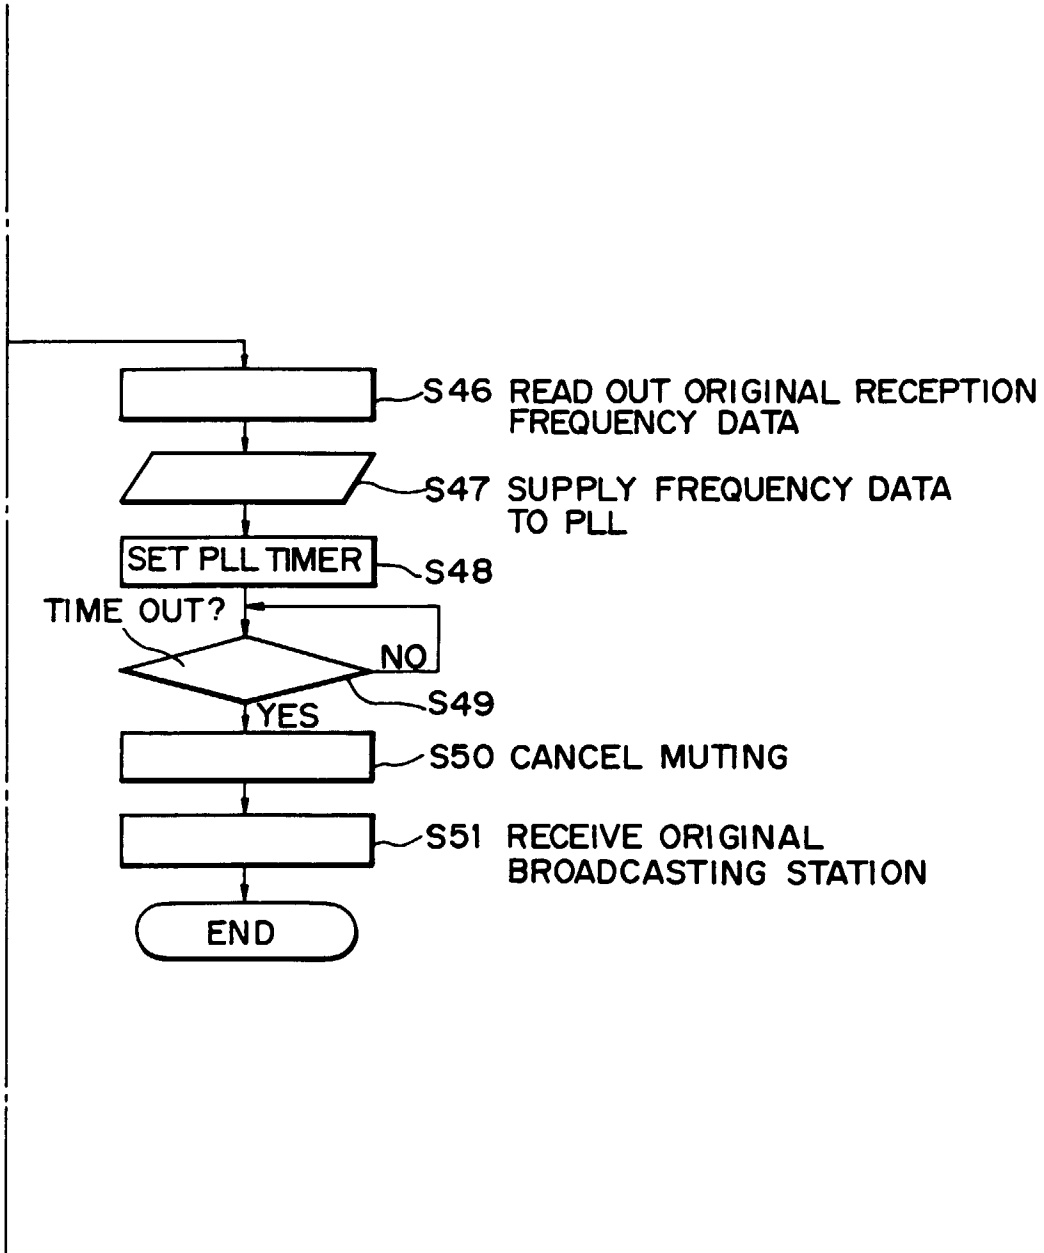 S46 READ OUT ORIGINAL RECEPTION
FREQUENCY DATA
S47 SUPPLY FREQUENCY DATA
TO PLL
SET PLL TIMER
S48
TIME OUT?
NO
S49
YES
S50 CANCEL MUTING
S51 RECEIVE ORIGINAL
BROADCASTING STATION
END